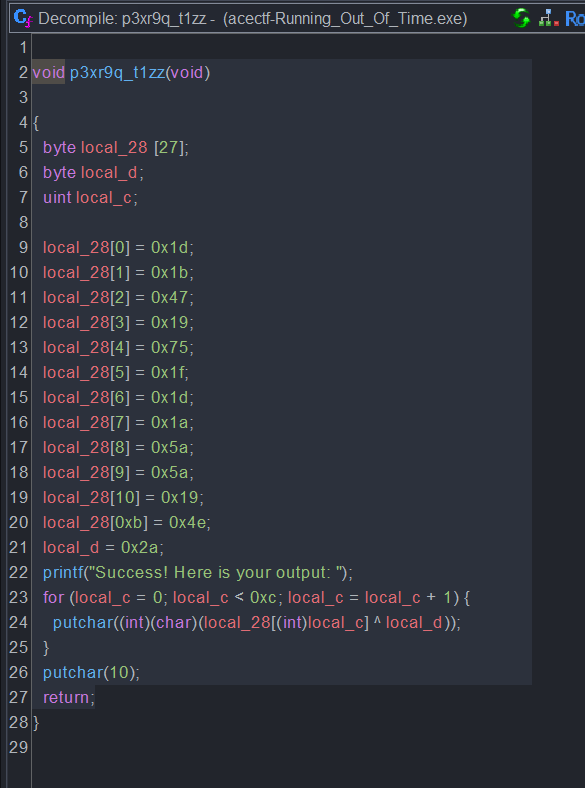 Decompile: p3xr9q_t1zz - (acectf-Running_Out_Of_Time.exe) Ro
1
2 void p3xr9q_t1zz(void)
3
4 {
5 byte local_28 [27];
6 byte local_d;
7 uint local_c;
8
9 local_28[0] = 0x1d;
10 local_28[1] = 0x1b;
11 local_28[2] = 0x47;
12 local_28[3] = 0x19;
13 local_28[4] = 0x75;
14 local_28[5] = 0x1f;
15 local_28[6] = 0x1d;
16 local_28[7] = 0x1a;
17 local_28[8] = 0x5a;
18 local_28[9] = 0x5a;
19 local_28[10] = 0x19;
20 local_28[0xb] = 0x4e;
21 local_d = 0x2a;
22 printf("Success! Here is your output: ");
23 for (local_c = 0; local_c < 0xc; local_c = local_c + 1) {
24 putchar((int)(char)(local_28[(int)local_c] ^ local_d));
25 }
26 putchar(10);
27 return;
28 }
29